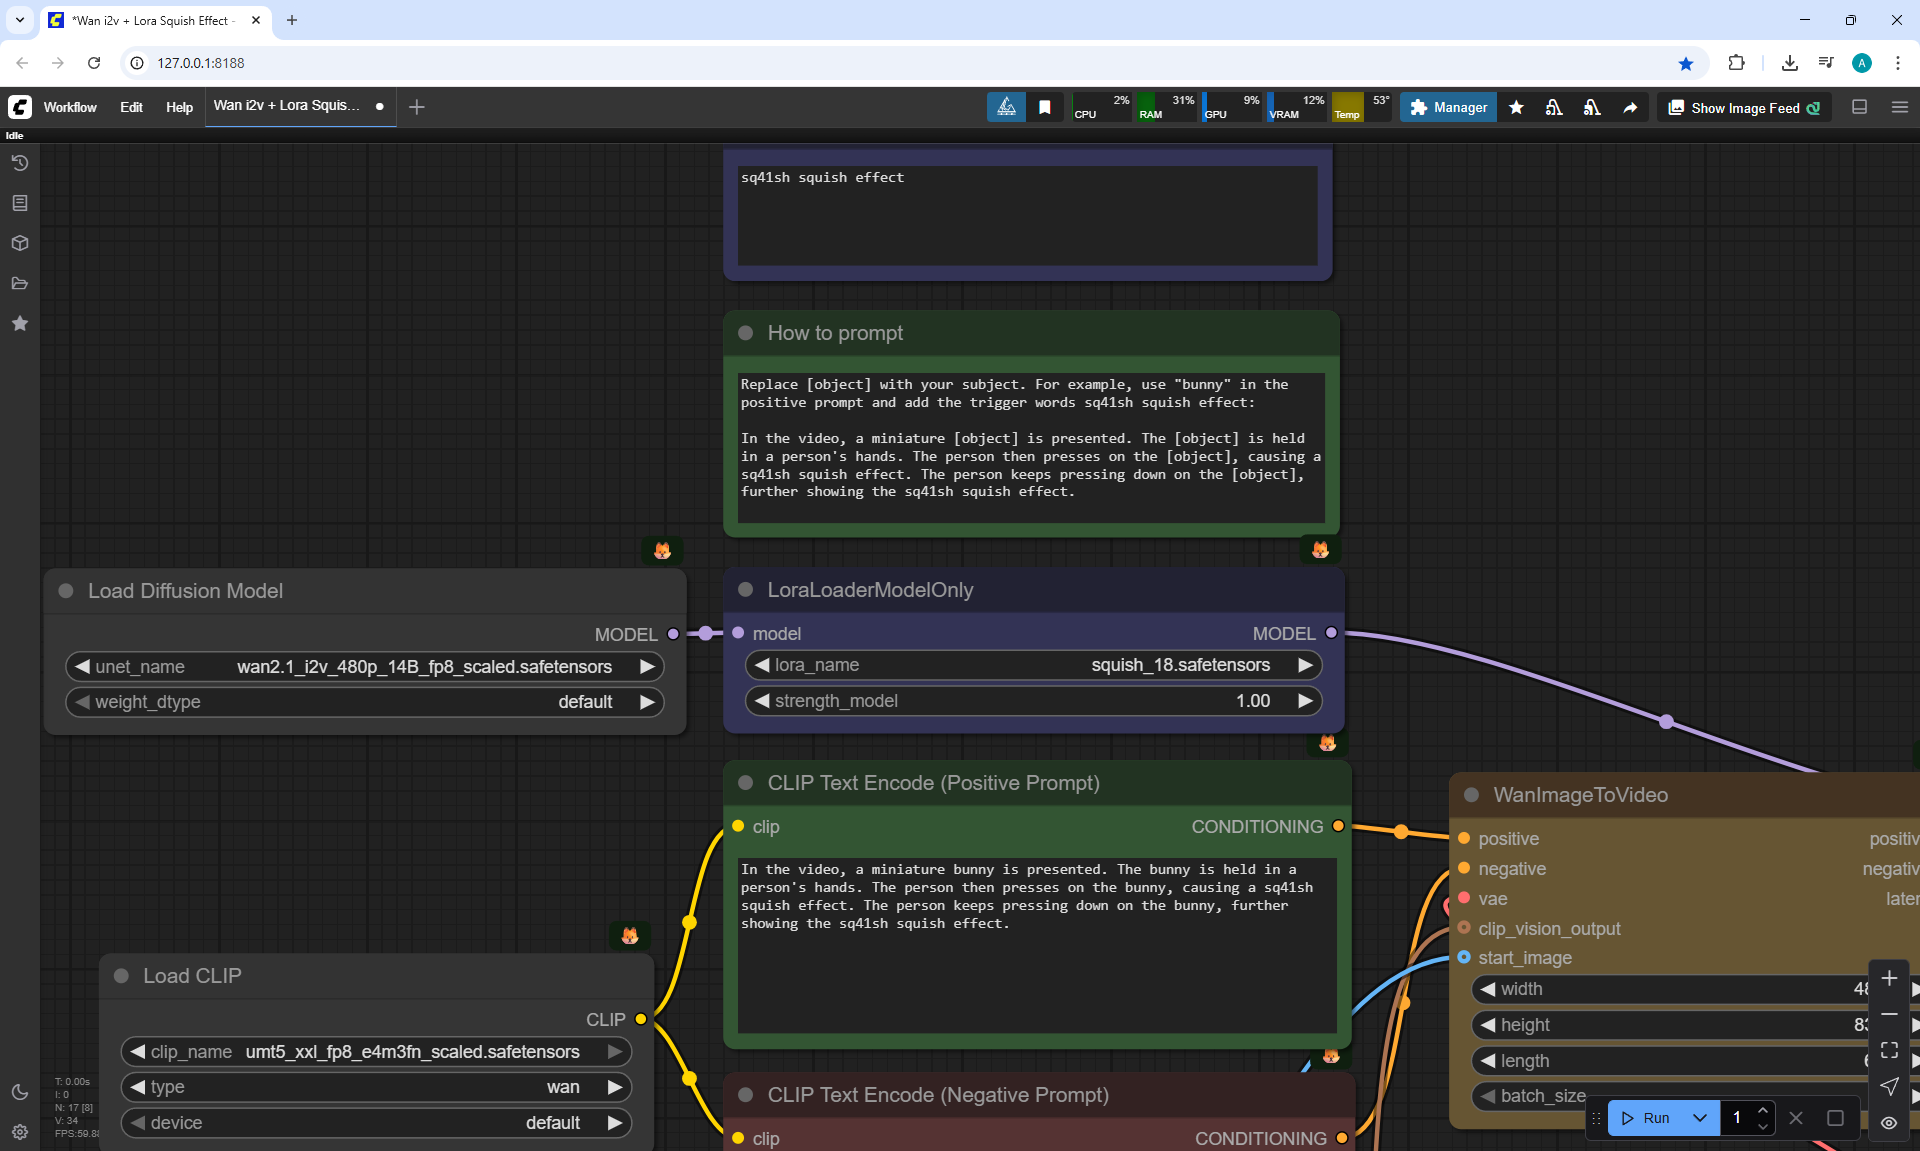 *Wan i2v + Lora Squish Effect -
127.0.0.1:8188
Workflow
Edit
Help
Wan i2v + Lora Squis...
CPU 2%
RAM 31%
GPU 9%
VRAM 12%
Temp 53°
Manager
Show Image Feed
Idle
sq41sh squish effect
How to prompt
Replace [object] with your subject. For example, use "bunny" in the
positive prompt and add the trigger words sq41sh squish effect:
In the video, a miniature [object] is presented. The [object] is held
in a person's hands. The person then presses on the [object], causing a
sq41sh squish effect. The person keeps pressing down on the [object],
further showing the sq41sh squish effect.
Load Diffusion Model
MODEL
unet_name wan2.1_i2v_480p_14B_fp8_scaled.safetensors
weight_dtype default
LoraLoaderModelOnly
model MODEL
lora_name squish_18.safetensors
strength_model 1.00
CLIP Text Encode (Positive Prompt)
clip CONDITIONING
In the video, a miniature bunny is presented. The bunny is held in a
person's hands. The person then presses on the bunny, causing a sq41sh
squish effect. The person keeps pressing down on the bunny, further
showing the sq41sh squish effect.
WanImageToVideo
positive
negative
vae
clip_vision_output
start_image
width
height
length
batch_size
Load CLIP
CLIP
clip_name umt5_xxl_fp8_e4m3fn_scaled.safetensors
type wan
device default
CLIP Text Encode (Negative Prompt)
clip CONDITIONING
T: 0.00s
I: 0
N: 17 [8]
V: 34
Run 1
A